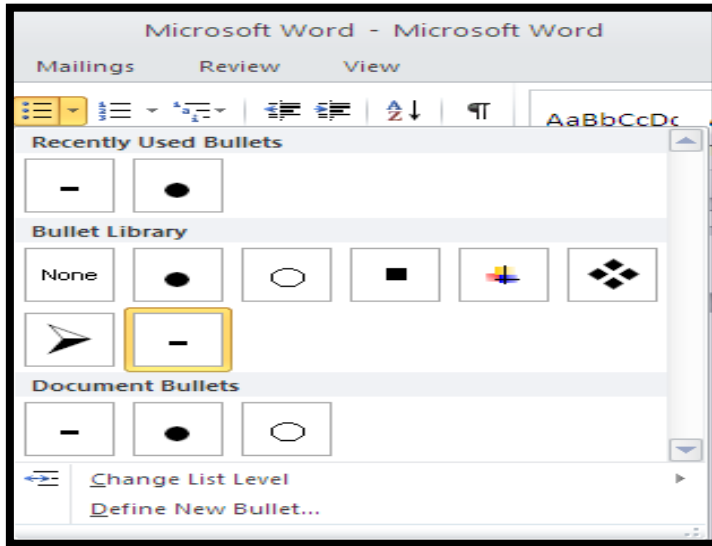 Microsoft Word - Microsoft Word
Mailings Review View
AaBbCcDc
Recently Used Bullets
Bullet Library
None
Document Bullets
Change List Level
Define New Bullet...